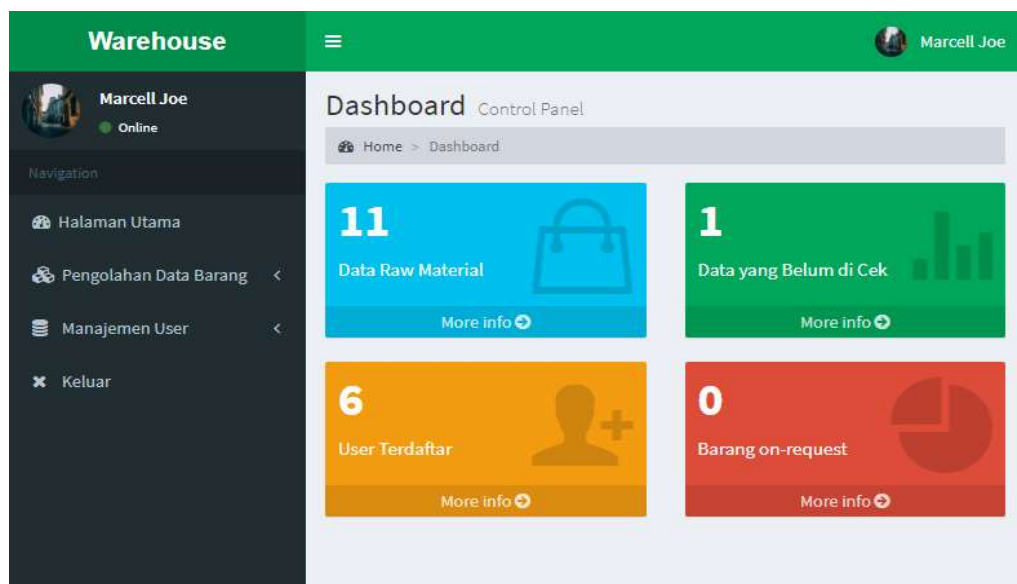 Warehouse
Marcell Joe
Marcell Joe
Online
Navigation
Halaman Utama
Pengolahan Data Barang
Manajemen User
Keluar
Dashboard Control Panel
Home > Dashboard
11
Data Raw Material
More info
1
Data yang Belum di Cek
More info
6
User Terdaftar
More info
0
Barang on-request
More info